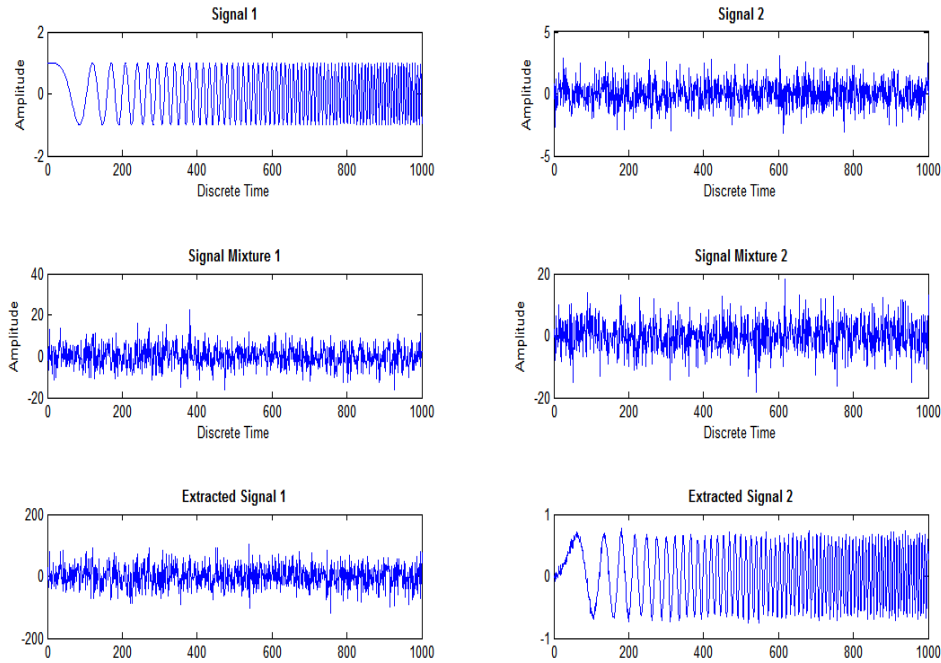 Signal 1
Amplitude
2
0
-2
0 200 400 600 800 1000
Discrete Time
Signal 2
Amplitude
5
0
-5
0 200 400 600 800 1000
Discrete Time
Signal Mixture 1
Amplitude
40
20
0
-20
0 200 400 600 800 1000
Discrete Time
Signal Mixture 2
Amplitude
20
0
-20
0 200 400 600 800 1000
Discrete Time
Extracted Signal 1
200
0
-200
0 200 400 600 800 1000
Extracted Signal 2
1
0
-1
0 200 400 600 800 1000